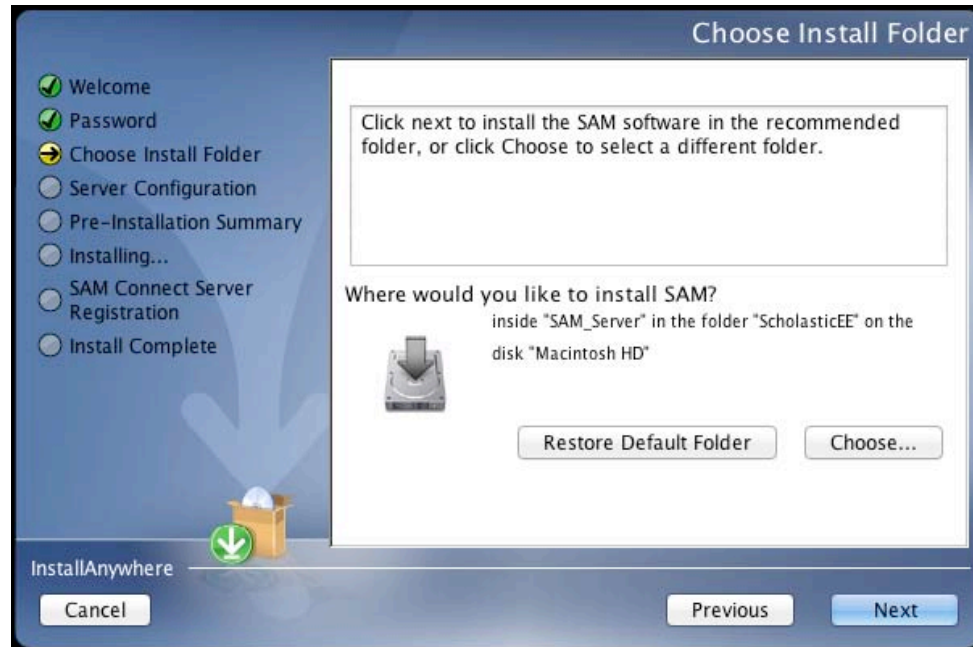 Choose Install Folder
Welcome
Password
Choose Install Folder
Server Configuration
Pre-Installation Summary
Installing...
SAM Connect Server
Registration
Install Complete
Click next to install the SAM software in the recommended
folder, or click Choose to select a different folder.
Where would you like to install SAM?
inside "SAM_Server" in the folder "ScholasticEE" on the
disk "Macintosh HD"
Restore Default Folder
Choose...
InstallAnywhere
Cancel
Previous
Next